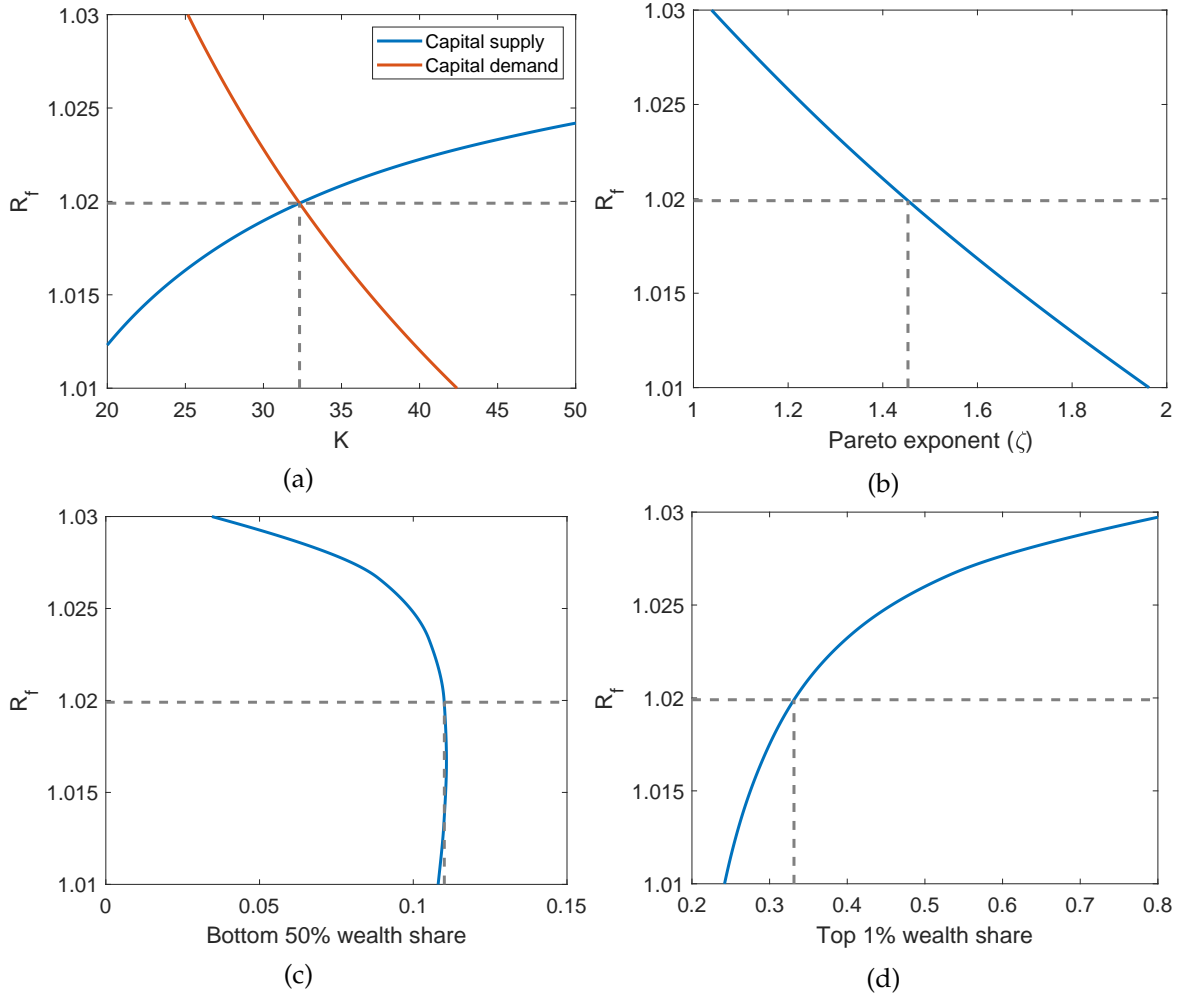 1.03
1.025
1.02
1.015
1.01
R_f
20 25 30 35 40 45 50
K
Capital supply
Capital demand
(a)
1.03
1.025
1.02
1.015
1.01
R_f
1 1.2 1.4 1.6 1.8 2
Pareto exponent (ζ)
(b)
1.03
1.025
1.02
1.015
1.01
R_f
0 0.05 0.1 0.15
Bottom 50% wealth share
(c)
1.03
1.025
1.02
1.015
1.01
R_f
0.2 0.3 0.4 0.5 0.6 0.7 0.8
Top 1% wealth share
(d)